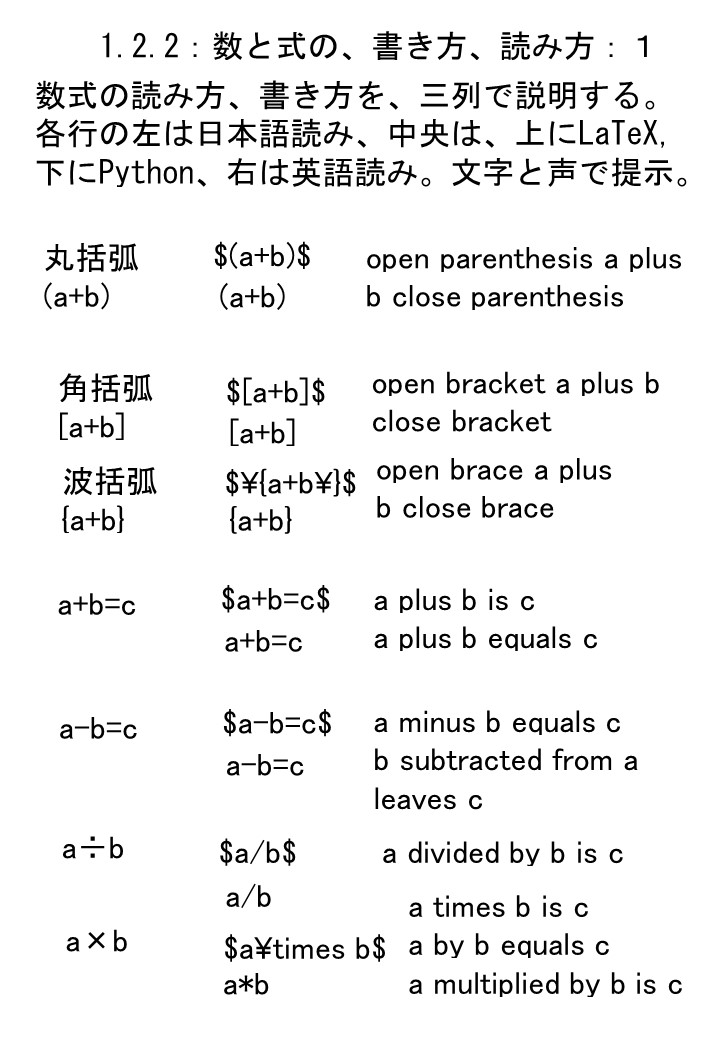 1.2.2：数と式の、書き方、読み方：１
数式の読み方、書き方を、三列で説明する。
各行の左は日本語読み、中央は、上にLaTeX,
下にPython、右は英語読み。文字と声で提示。
丸括弧 $(a+b)$ open parenthesis a plus
(a+b) (a+b) b close parenthesis
角括弧 $[a+b]$ open bracket a plus b
[a+b] [a+b] close bracket
波括弧 $¥{a+b¥}$ open brace a plus
{a+b} {a+b} b close brace
a+b=c $a+b=c$ a plus b is c
a+b=c a plus b equals c
a−b=c $a−b=c$ a minus b equals c
a−b=c b subtracted from a
leaves c
a÷b $a/b$ a divided by b is c
a/b
a times b is c
a×b $a¥times b$ a by b equals c
a*b a multiplied by b is c